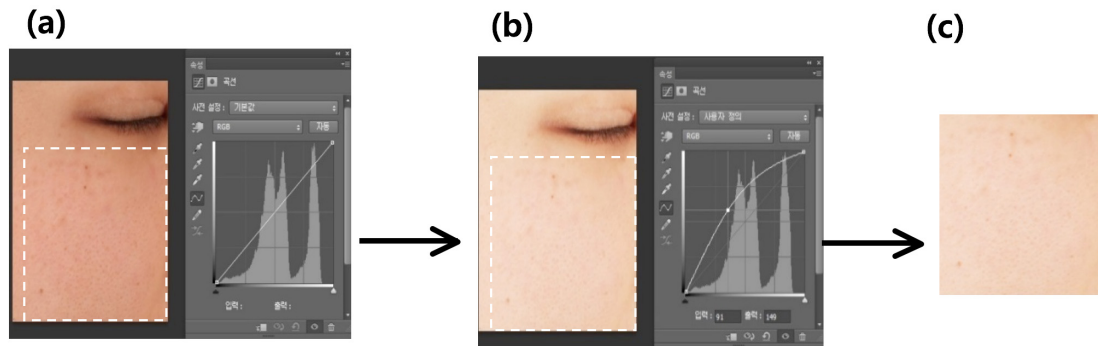 (a)
속성
곡선
사전 설정: 기본값
RGB 자동
입력: 출력:
(b)
속성
곡선
사전 설정: 사용자 정의
RGB 자동
입력: 91 출력: 149
(c)